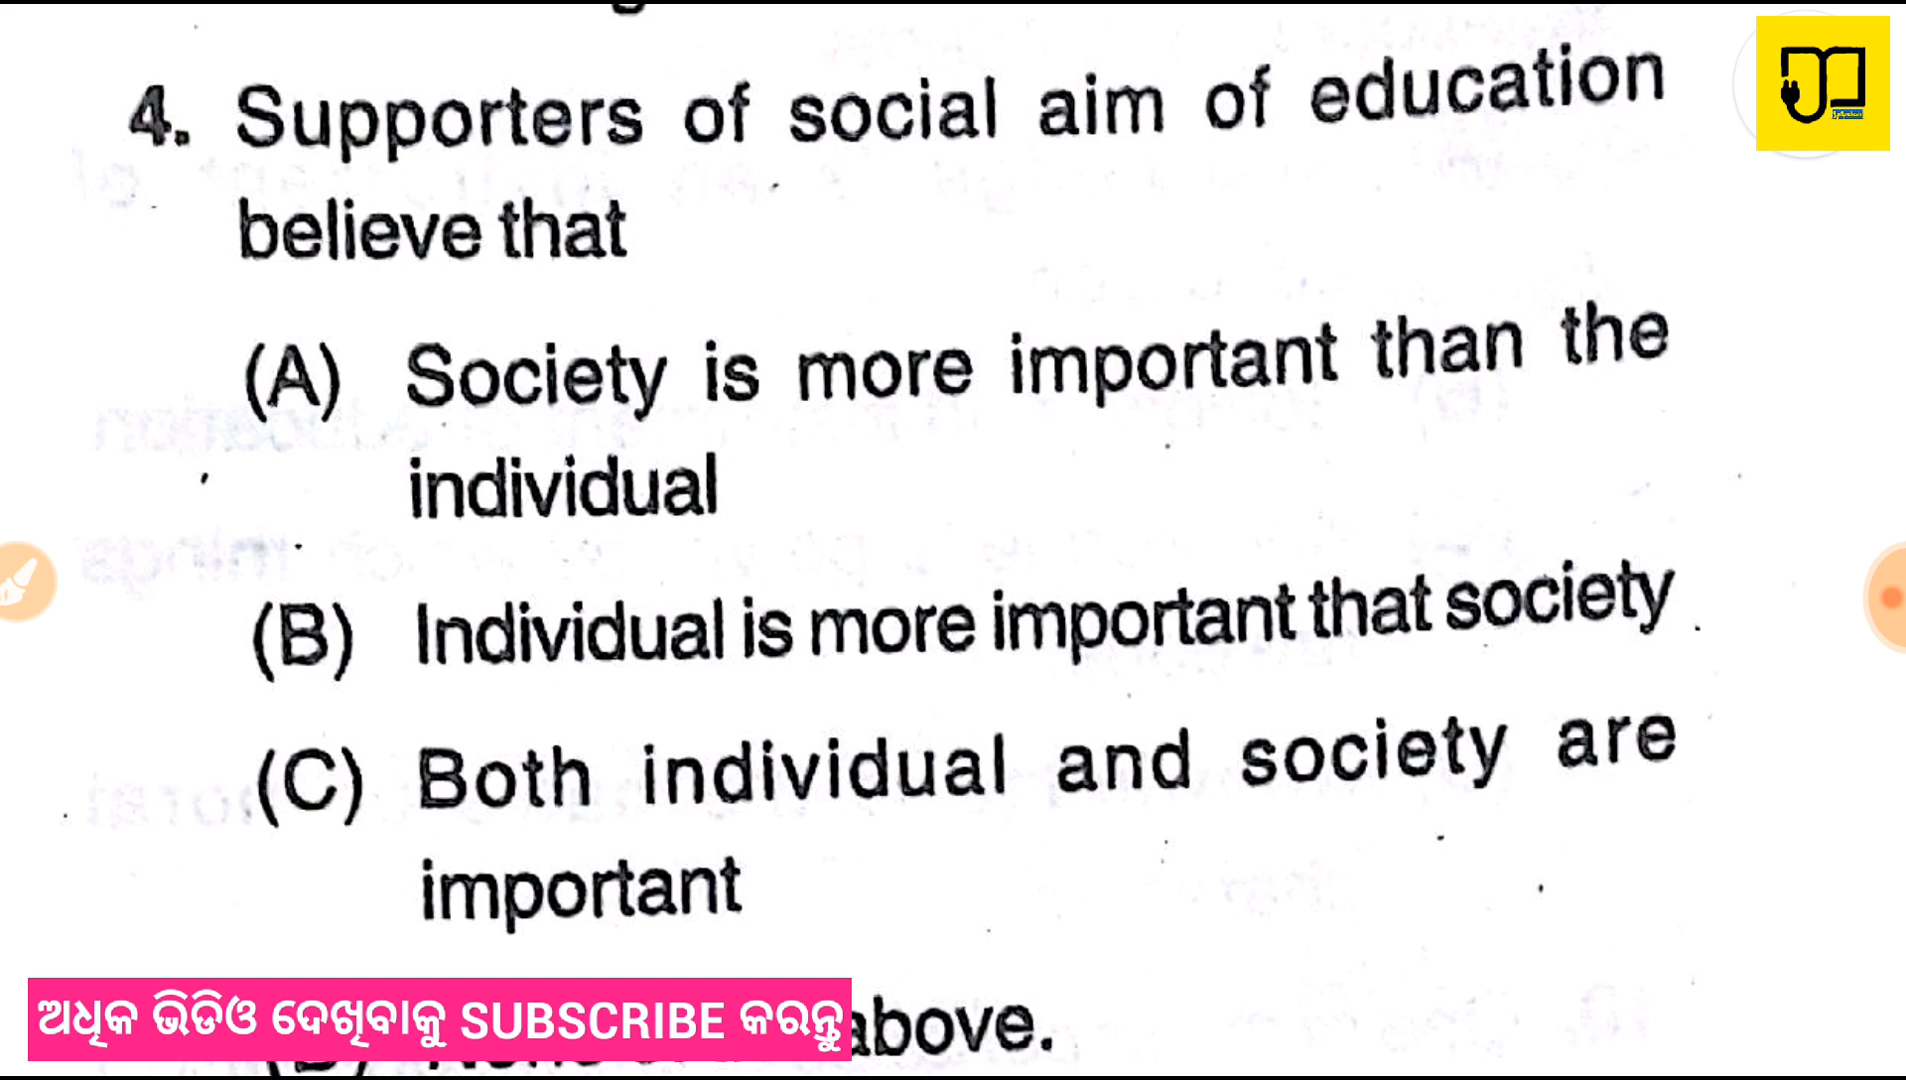 4. Supporters of social aim of education
believe that
(A) Society is more important than the
individual
(B) Individual is more important that society
(C) Both individual and society are
important
above.
ଅଧିକ ଭିଡିଓ ଦେଖିବାକୁ SUBSCRIBE କରନ୍ତୁ